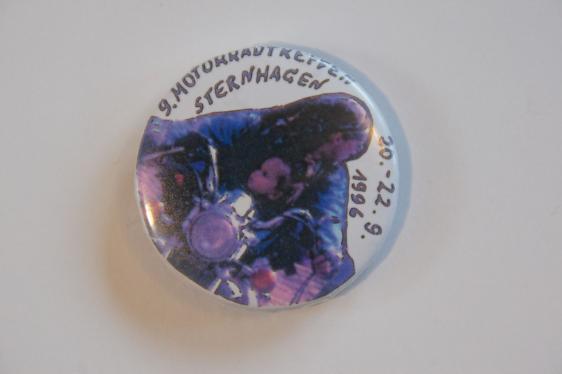 9. MOTORRADTREFFEN
STERNHAGEN
20.-22.9.
1996